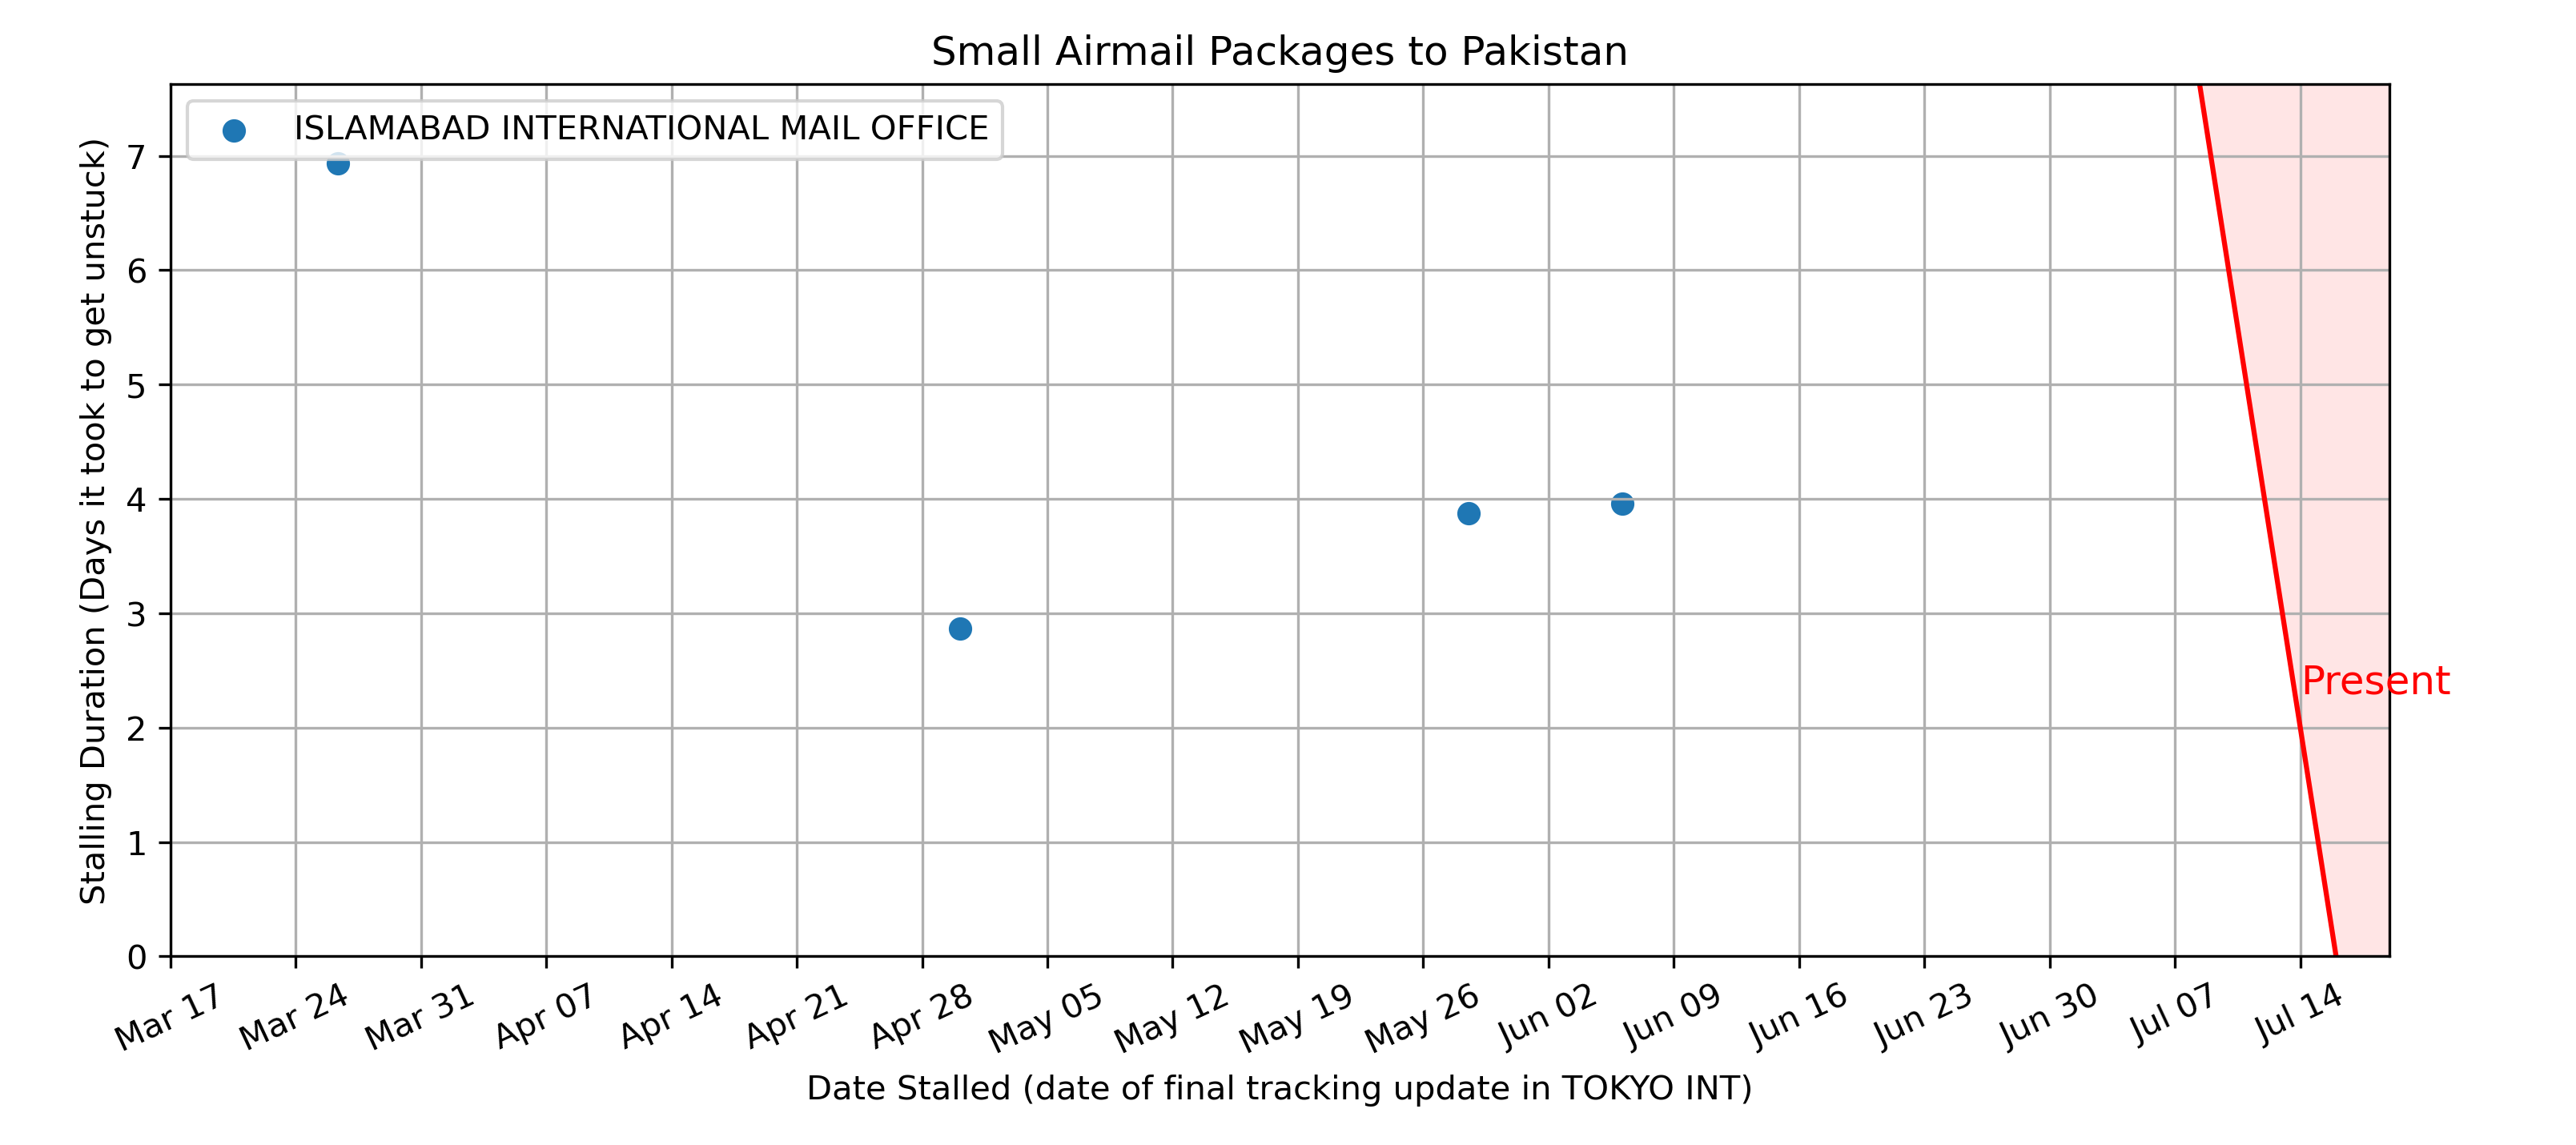 Small Airmail Packages to Pakistan
ISLAMABAD INTERNATIONAL MAIL OFFICE
Stalling Duration (Days it took to get unstuck)
7
6
5
4
3
2
1
0
Present
Mar 17
Mar 24
Mar 31
Apr 07
Apr 14
Apr 21
Apr 28
May 05
May 12
May 19
May 26
Jun 02
Jun 09
Jun 16
Jun 23
Jun 30
Jul 07
Jul 14
Date Stalled (date of final tracking update in TOKYO INT)